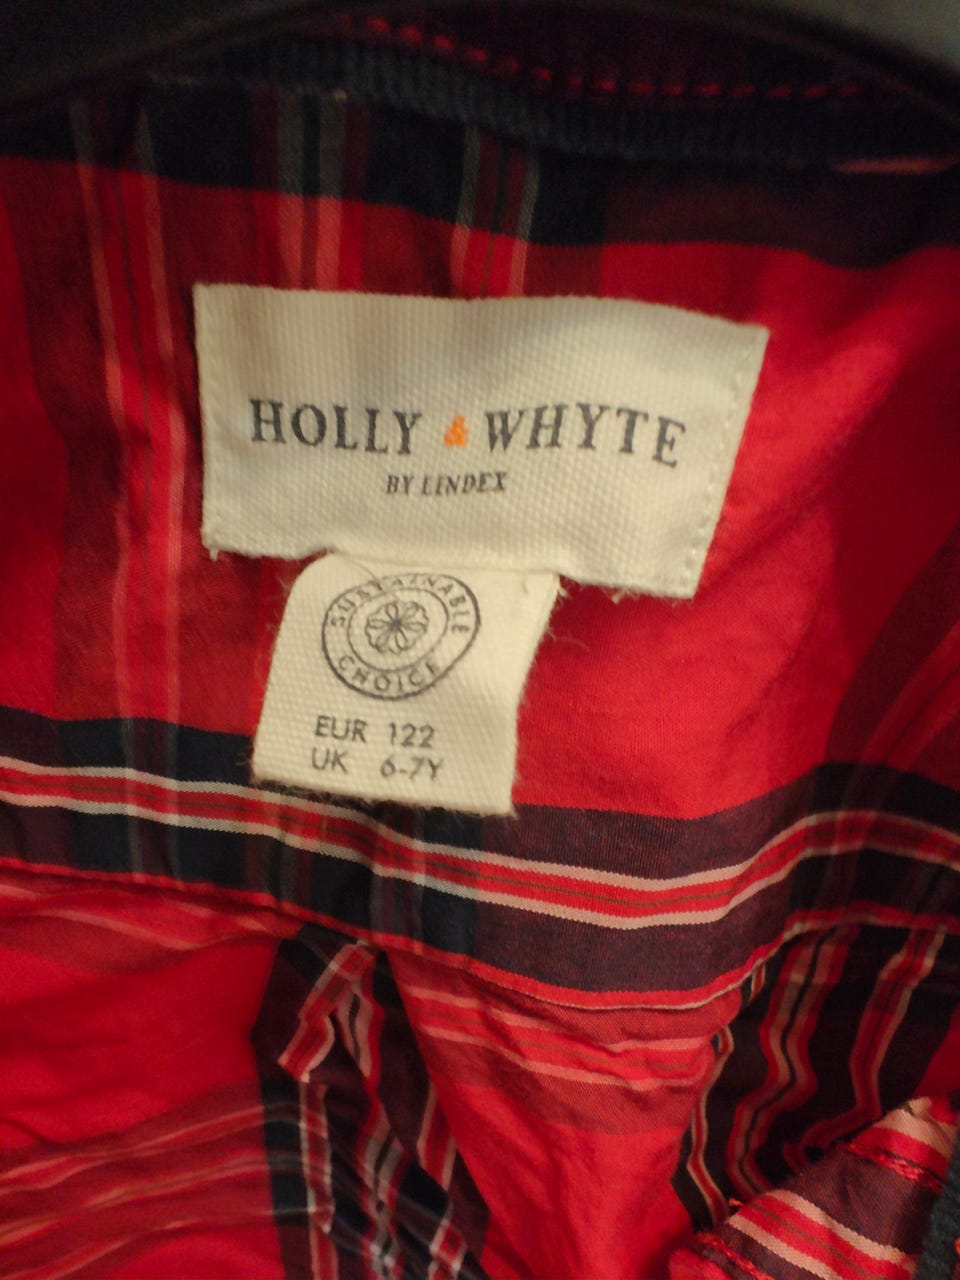 HOLLY & WHYTE
BY LINDEX
SUSTAINABLE
CHOICE
EUR 122
UK 6-7Y